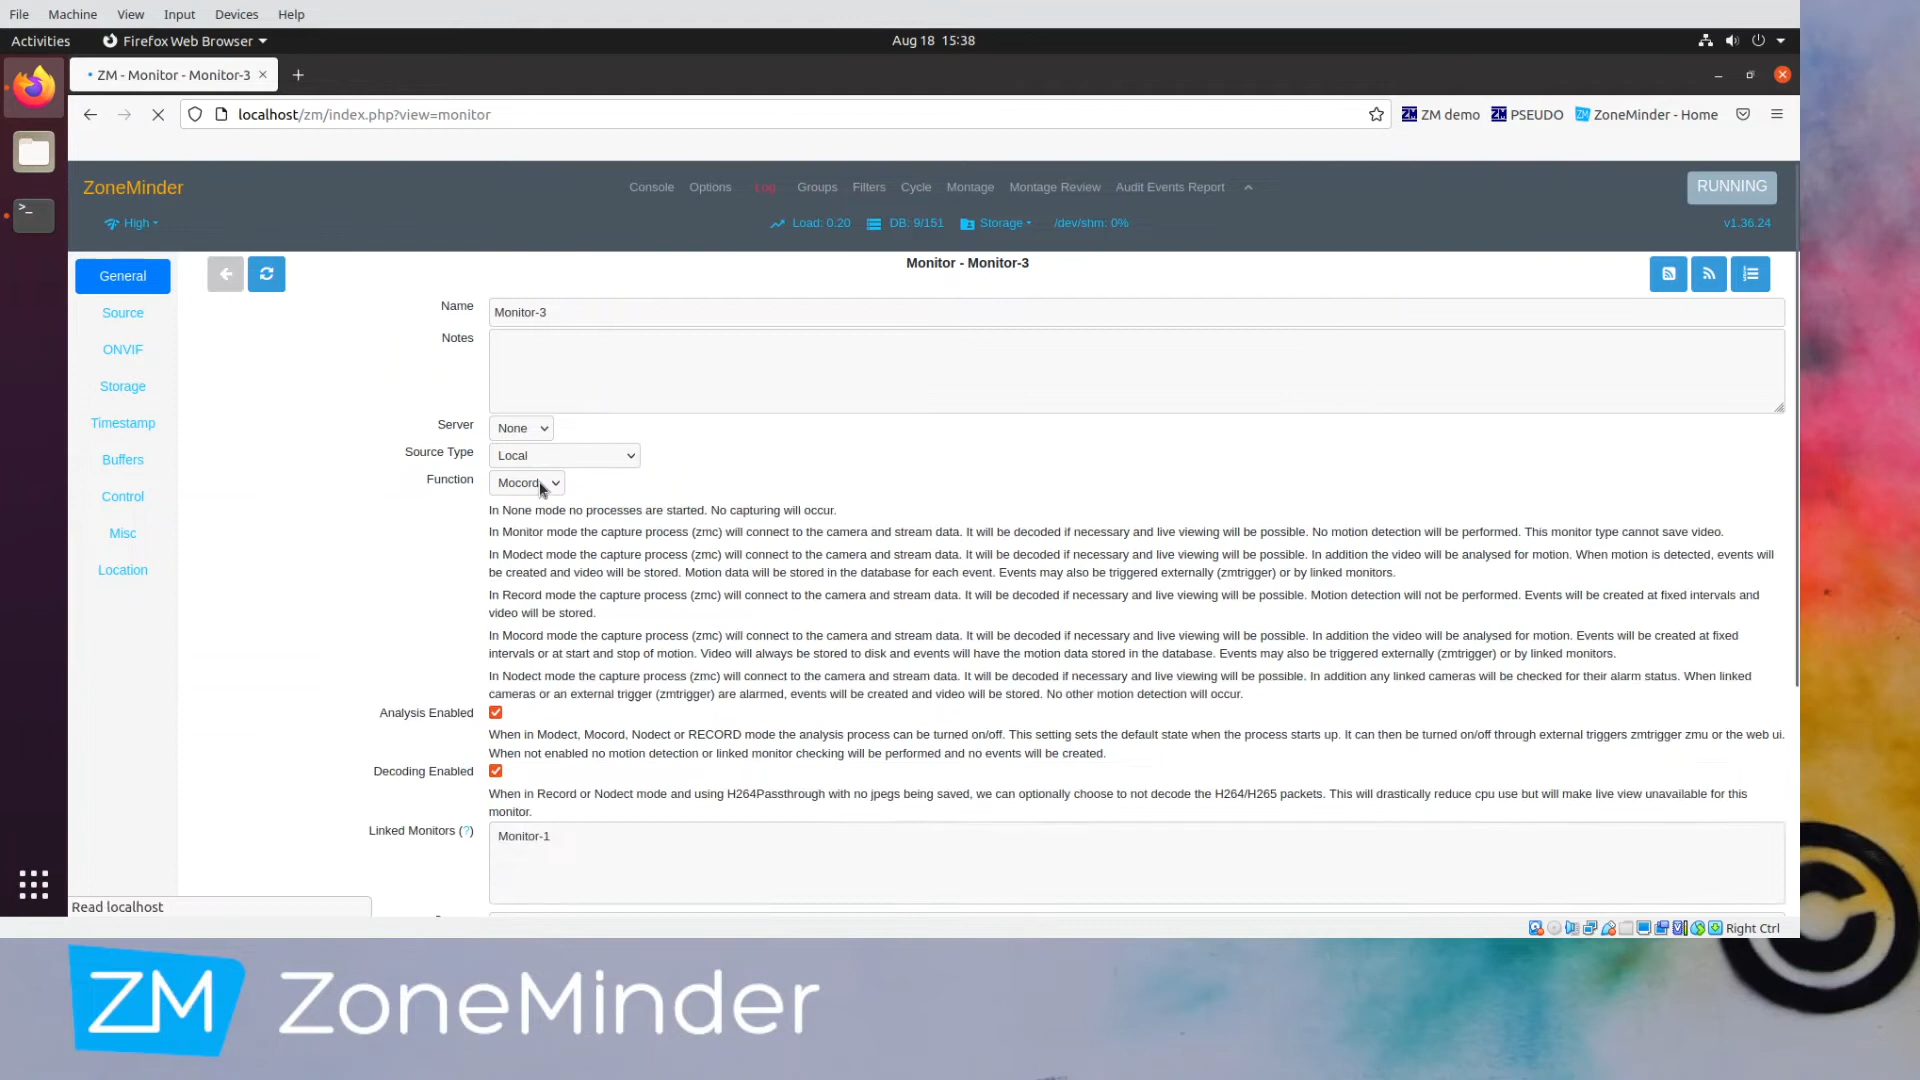 File Machine View Input Devices Help
Activities Firefox Web Browser Aug 18 15:38
ZM - Monitor - Monitor-3
localhost/zm/index.php?view=monitor ZM demo PSEUDO ZoneMinder - Home
ZoneMinder Console Options Log Groups Filters Cycle Montage Montage Review Audit Events Report RUNNING
High Load: 0.20 DB: 9/151 Storage /dev/shm: 0% v1.36.24
General
Source
ONVIF
Storage
Timestamp
Buffers
Control
Misc
Location
Monitor - Monitor-3
Name Monitor-3
Notes
Server None
Source Type Local
Function Mocord
In None mode no processes are started. No capturing will occur.
In Monitor mode the capture process (zmc) will connect to the camera and stream data. It will be decoded if necessary and live viewing will be possible. No motion detection will be performed. This monitor type cannot save video.
In Modect mode the capture process (zmc) will connect to the camera and stream data. It will be decoded if necessary and live viewing will be possible. In addition the video will be analysed for motion. When motion is detected, events will
be created and video will be stored. Motion data will be stored in the database for each event. Events may also be triggered externally (zmtrigger) or by linked monitors.
In Record mode the capture process (zmc) will connect to the camera and stream data. It will be decoded if necessary and live viewing will be possible. Motion detection will not be performed. Events will be created at fixed intervals and
video will be stored.
In Mocord mode the capture process (zmc) will connect to the camera and stream data. It will be decoded if necessary and live viewing will be possible. In addition the video will be analysed for motion. Events will be created at fixed
intervals or at start and stop of motion. Video will always be stored to disk and events will have the motion data stored in the database. Events may also be triggered externally (zmtrigger) or by linked monitors.
In Nodect mode the capture process (zmc) will connect to the camera and stream data. It will be decoded if necessary and live viewing will be possible. In addition any linked cameras will be checked for their alarm status. When linked
cameras or an external trigger (zmtrigger) are alarmed, events will be created and video will be stored. No other motion detection will occur.
Analysis Enabled
When in Modect, Mocord, Nodect or RECORD mode the analysis process can be turned on/off. This setting sets the default state when the process starts up. It can then be turned on/off through external triggers zmtrigger zmu or the web ui.
When not enabled no motion detection or linked monitor checking will be performed and no events will be created.
Decoding Enabled
When in Record or Nodect mode and using H264Passthrough with no jpegs being saved, we can optionally choose to not decode the H264/H265 packets. This will drastically reduce cpu use but will make live view unavailable for this
monitor.
Linked Monitors (?) Monitor-1
Read localhost
Right Ctrl
ZM ZoneMinder